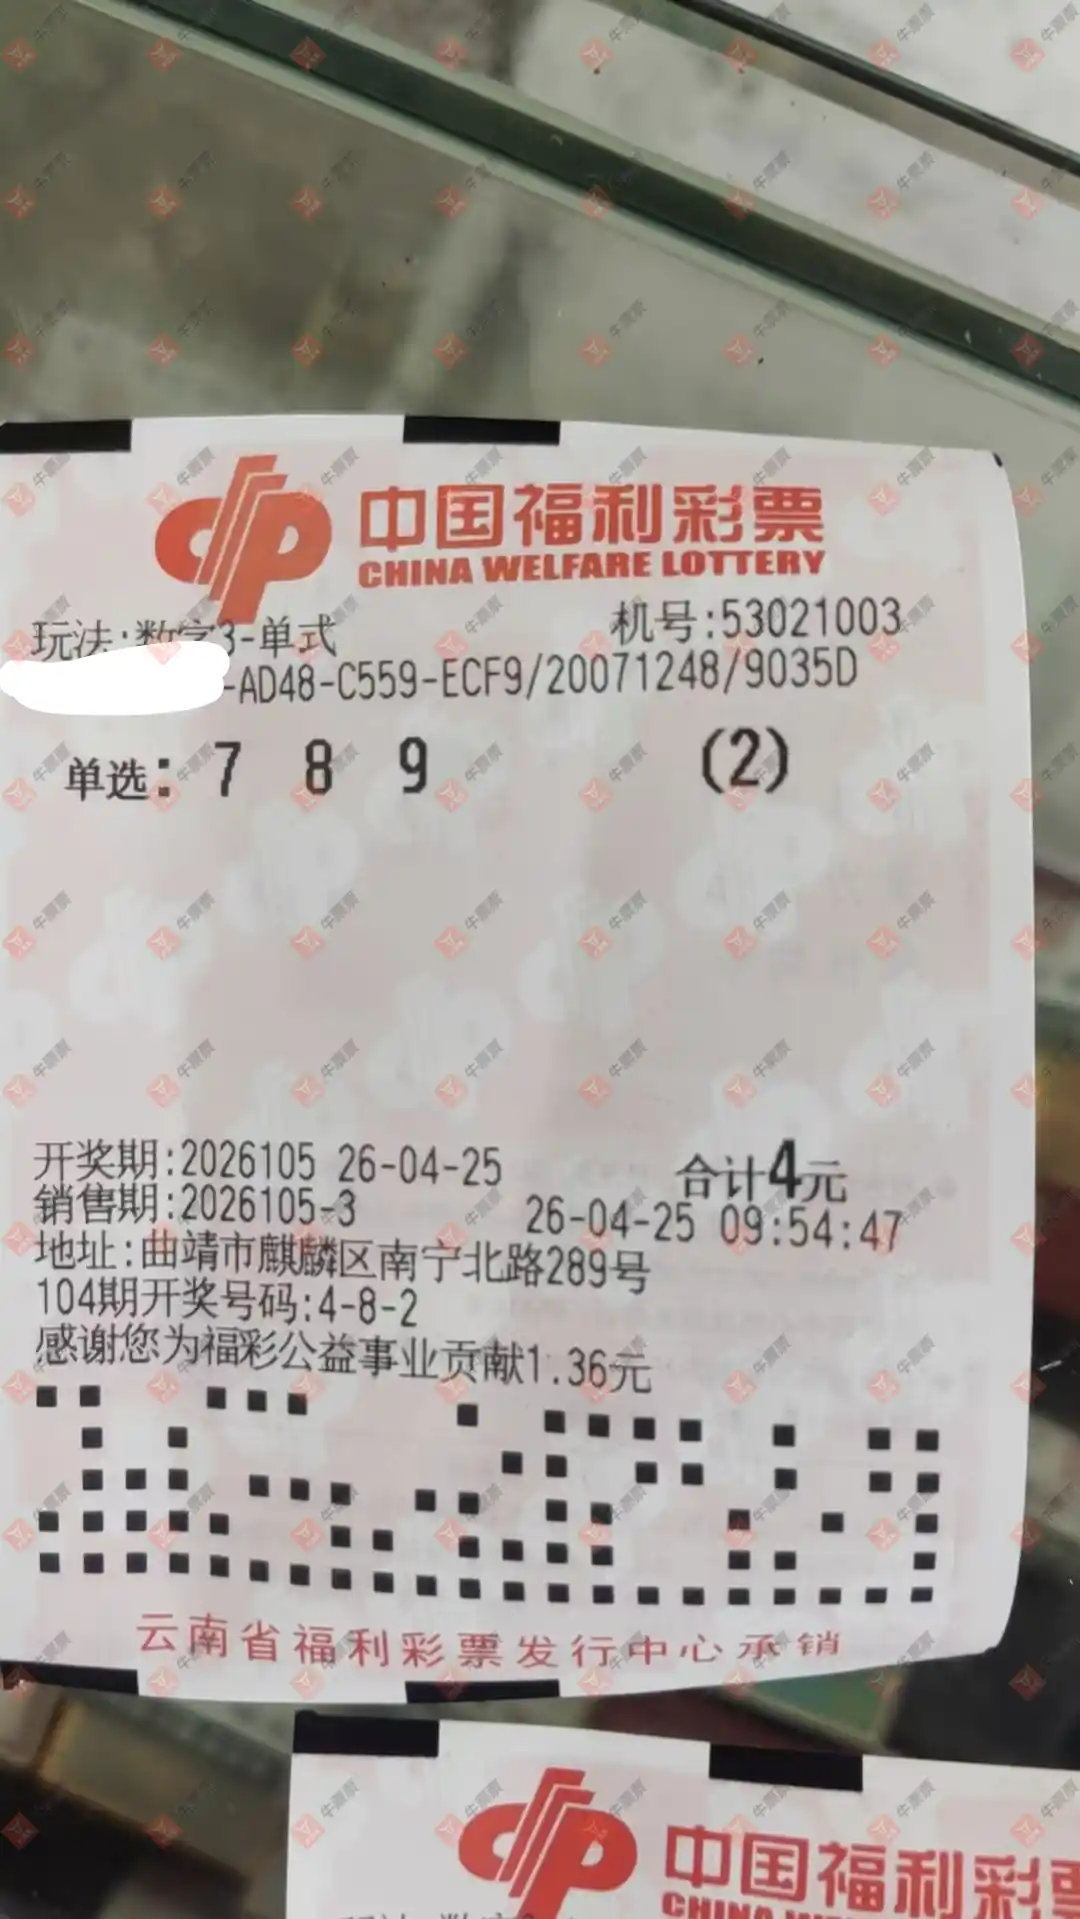 中国福利彩票
CHINA WELFARE LOTTERY
玩法:数字3-单式 机号:53021003
-AD48-C559-ECF9/20071248/9035D
单选: 7 8 9 (2)
开奖期:2026105 26-04-25 合计4元
销售期:2026105-3 26-04-25 09:54:47
地址:曲靖市麒麟区南宁北路289号
104期开奖号码:4-8-2
感谢您为福彩公益事业贡献1.36元
云南省福利彩票发行中心承销
中国福利彩票
CHINA